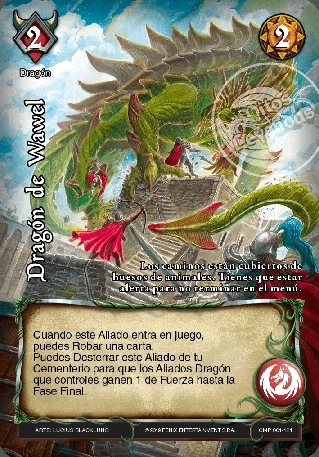 2
2
Dragón
Dragón de Wawel
Los caminos están cubiertos de
huesos de animales. Tienes que estar
alerta para no terminar en el menú.
Cuando este Aliado entra en juego,
puedes Robar una carta.
Puedes Desterrar este Aliado de tu
Cementerio para que los Aliados Dragón
que controles ganen 1 de Fuerza hasta la
Fase Final.